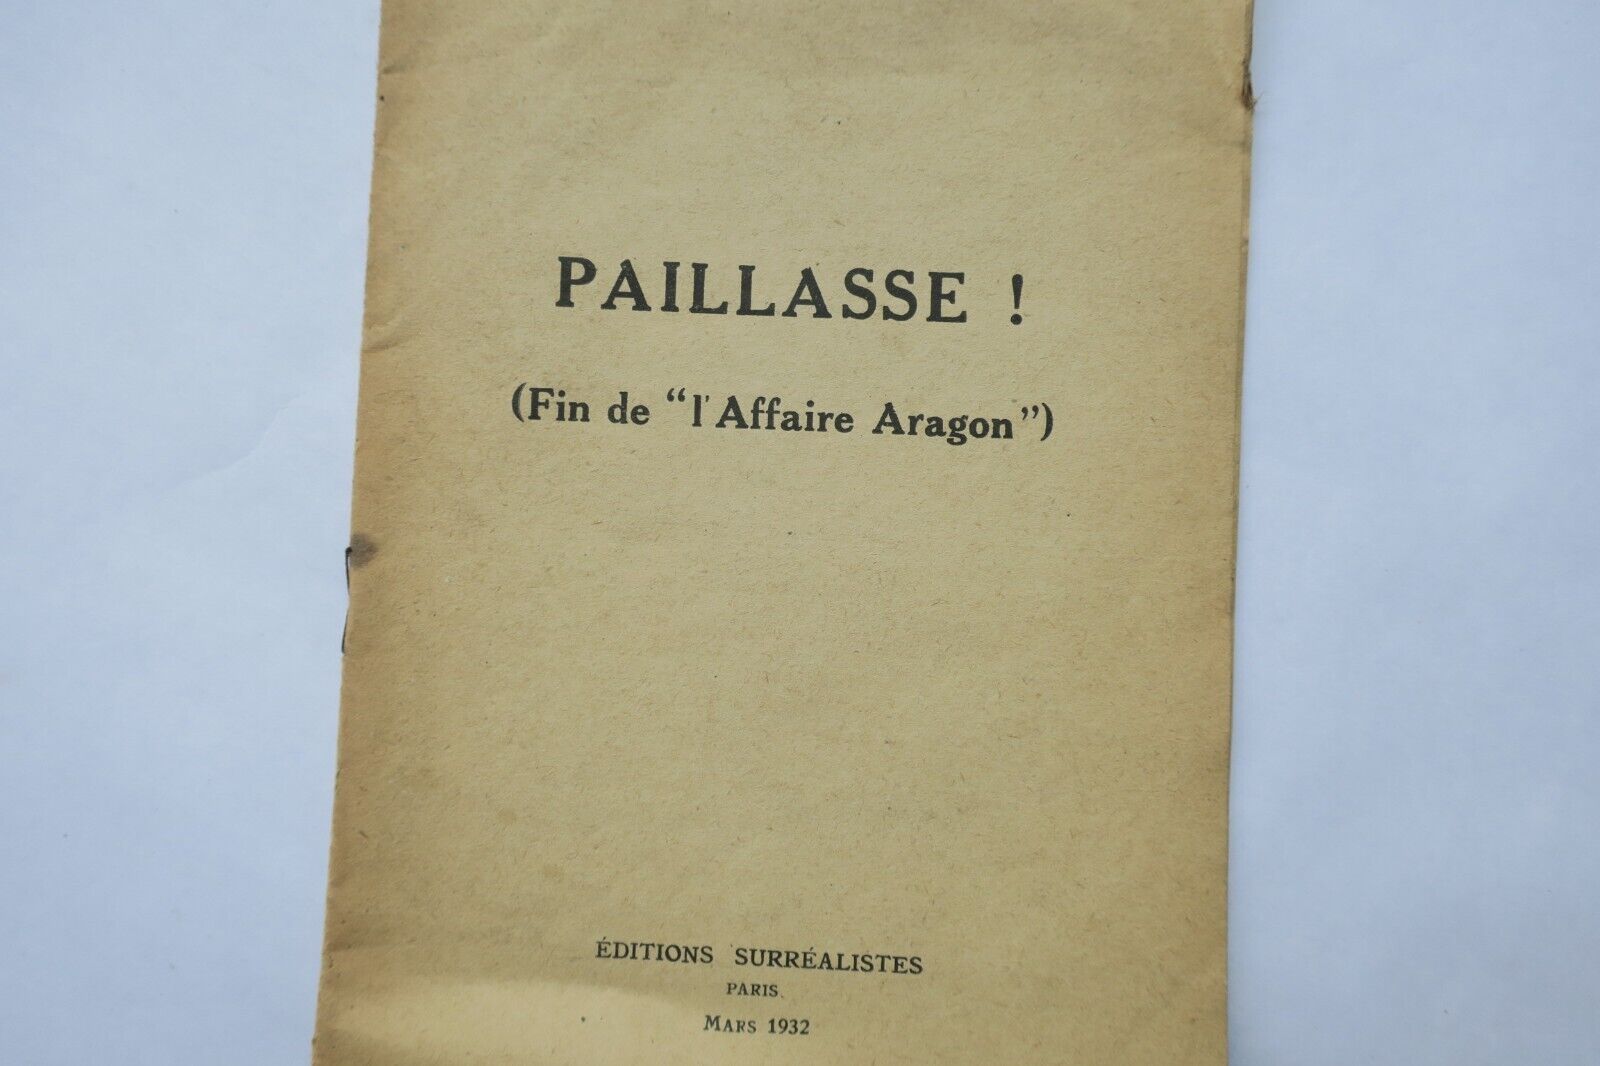 PAILLASSE !
(Fin de “l'Affaire Aragon”)
ÉDITIONS SURRÉALISTES
PARIS
MARS 1932